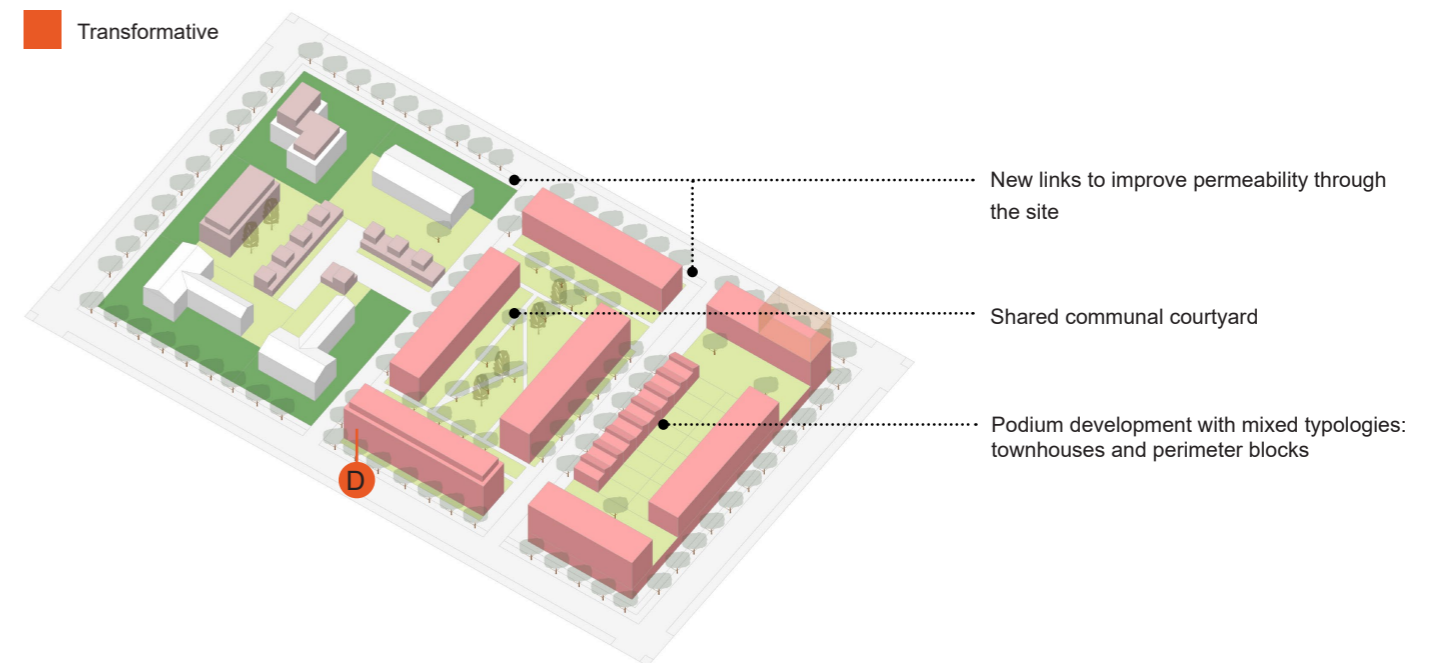 Transformative
New links to improve permeability through
the site
Shared communal courtyard
Podium development with mixed typologies:
townhouses and perimeter blocks
D